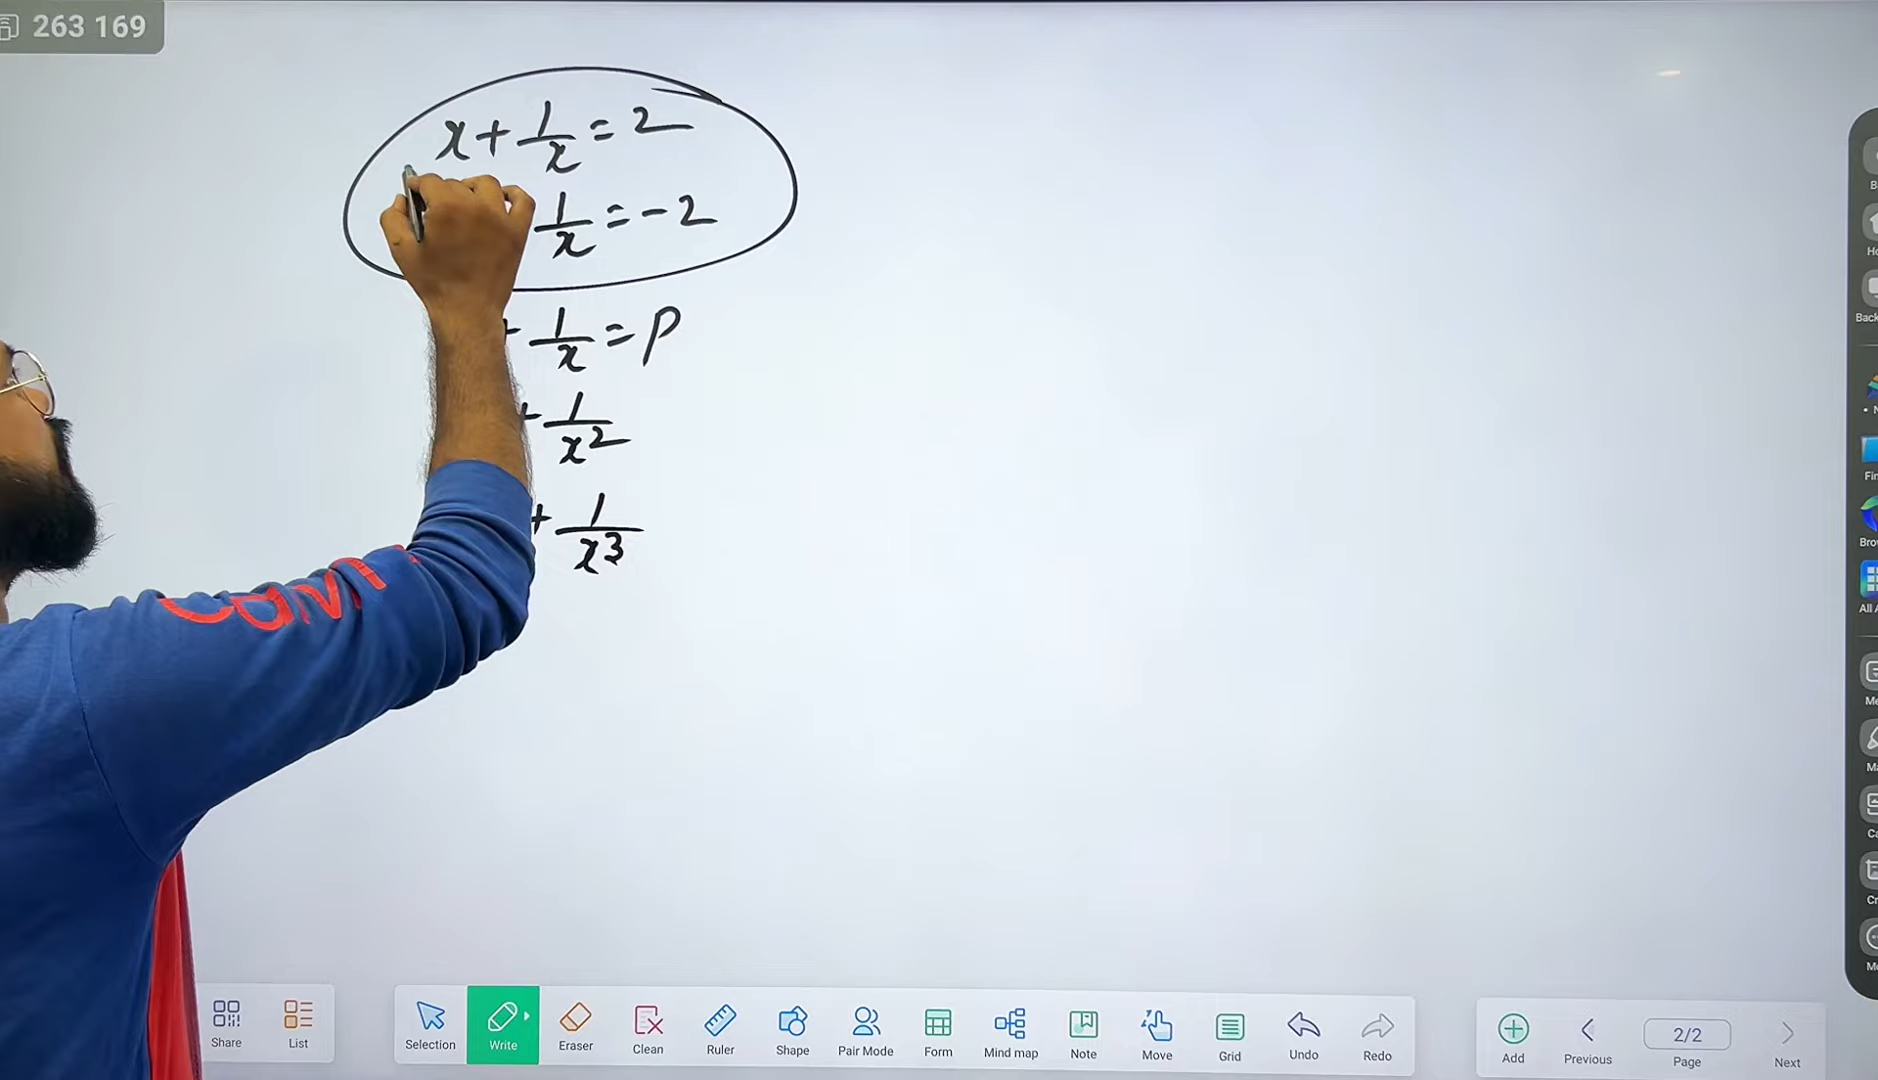 263 169
x + 1/x = 2
1/x = -2
+ 1/x = P
+ 1/x²
+ 1/x³
Share
List
Selection
Write
Eraser
Clean
Ruler
Shape
Pair Mode
Form
Mind map
Note
Move
Grid
Undo
Redo
Add
Previous
2/2
Page
Next
Back